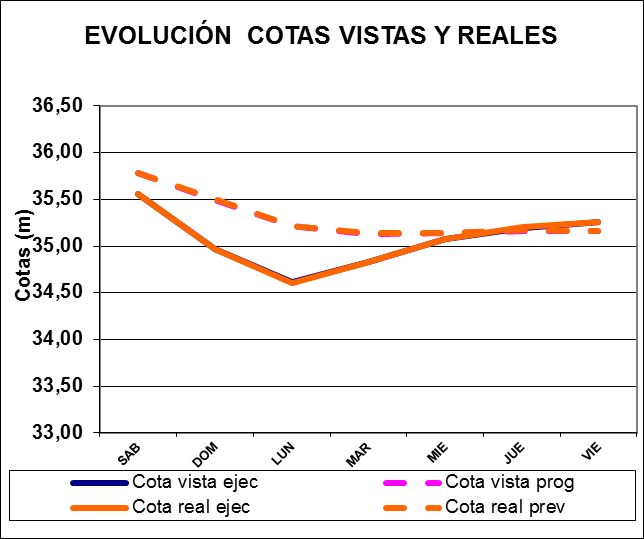 EVOLUCIÓN COTAS VISTAS Y REALES
36,50
36,00
35,50
35,00
34,50
34,00
33,50
33,00
Cotas (m)
SAB DOM LUN MAR MIE JUE VIE
Cota vista ejec Cota vista prog
Cota real ejec Cota real prev